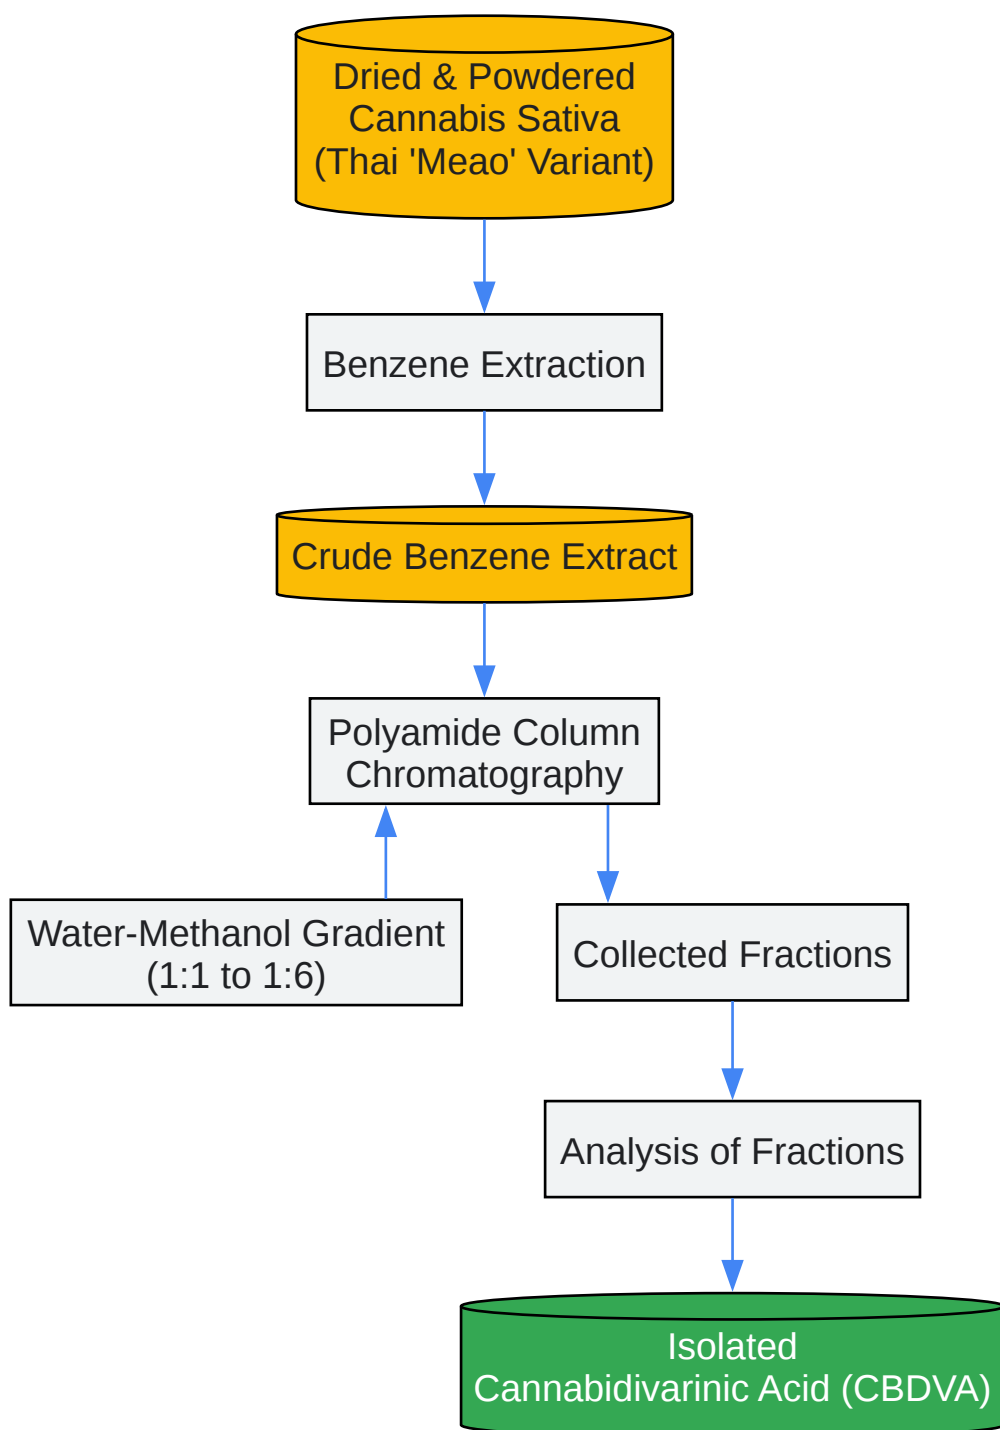 Dried & Powdered
Cannabis Sativa
(Thai 'Meao' Variant)
Benzene Extraction
Crude Benzene Extract
Polyamide Column
Chromatography
Water-Methanol Gradient
(1:1 to 1:6)
Collected Fractions
Analysis of Fractions
Isolated
Cannabidivarinic Acid (CBDVA)